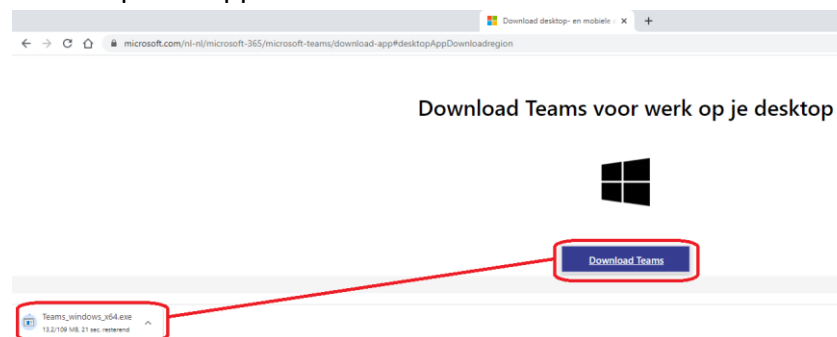 Download desktop- en mobiele
microsoft.com/nl-nl/microsoft-365/microsoft-teams/download-app#desktopAppDownloadregion
Download Teams voor werk op je desktop
Download Teams
Teams_windows_x64.exe
13.2/109 MB, 21 sec. resterend